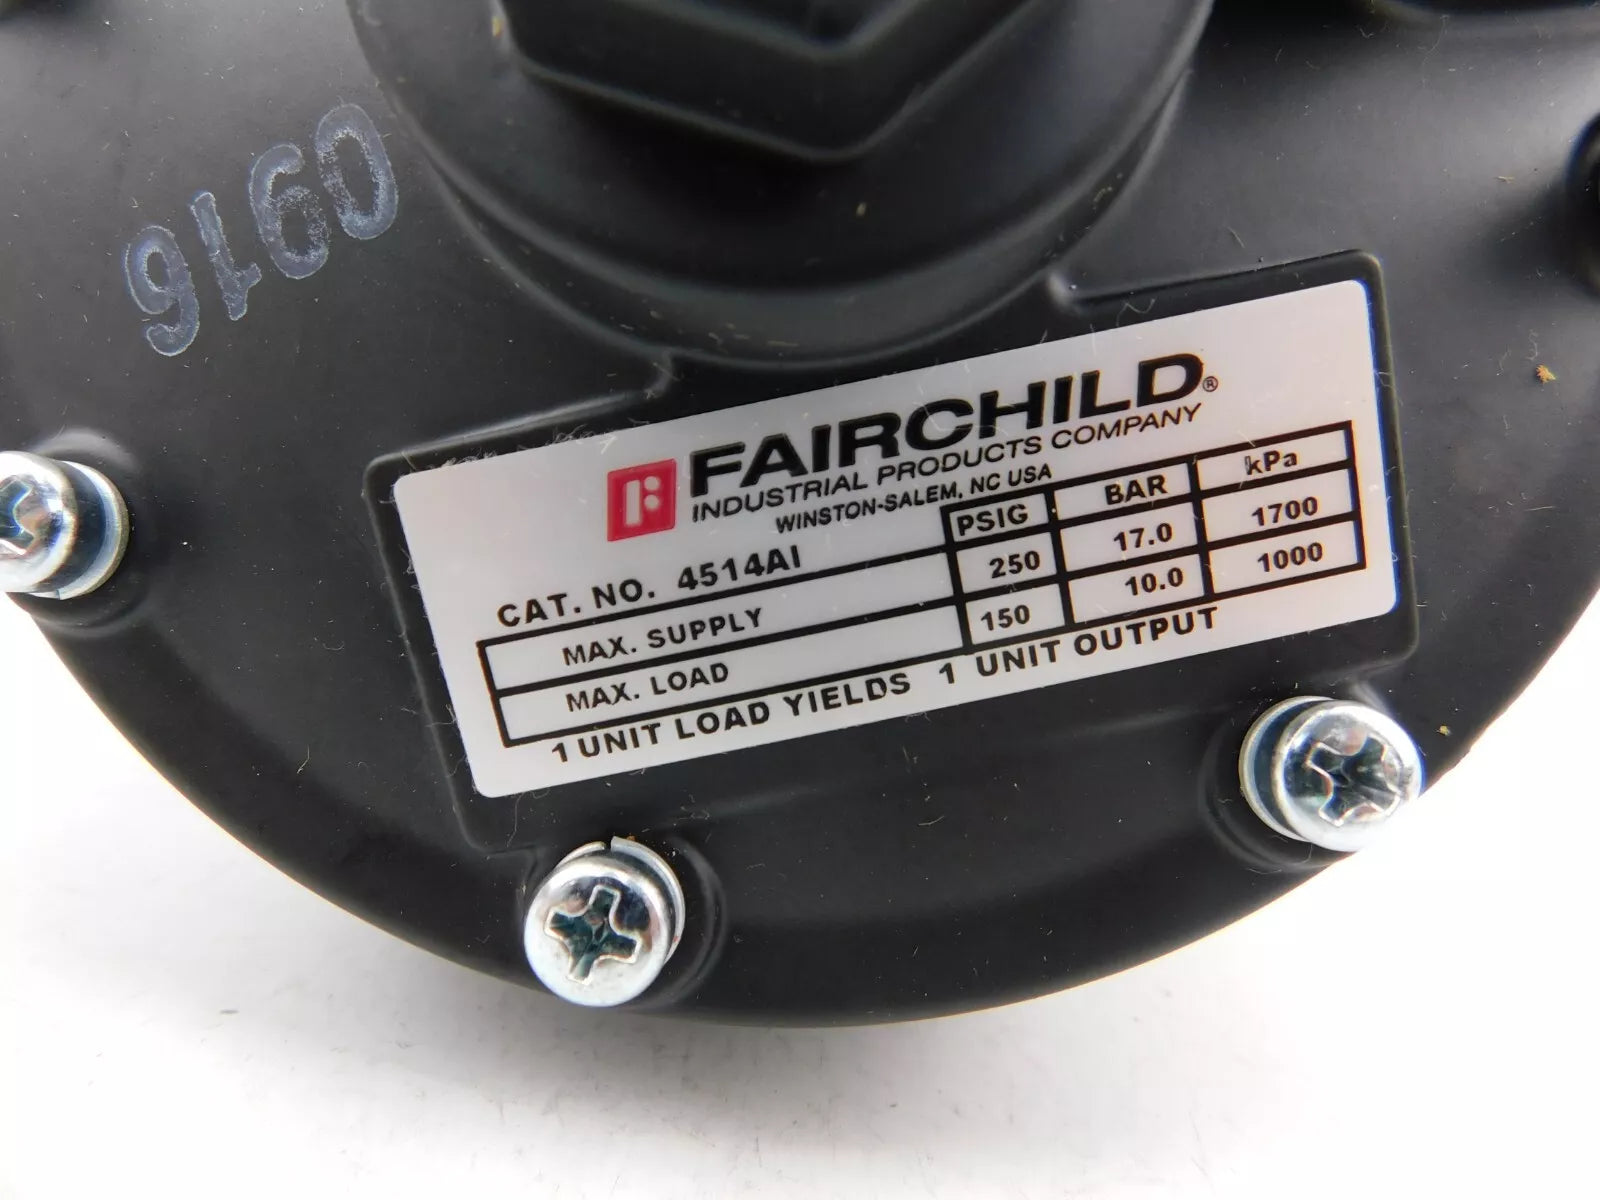 0916
FAIRCHILD®
INDUSTRIAL PRODUCTS COMPANY
WINSTON-SALEM, NC USA
CAT. NO. 4514AI
PSIG BAR kPa
MAX. SUPPLY 250 17.0 1700
MAX. LOAD 150 10.0 1000
1 UNIT LOAD YIELDS 1 UNIT OUTPUT